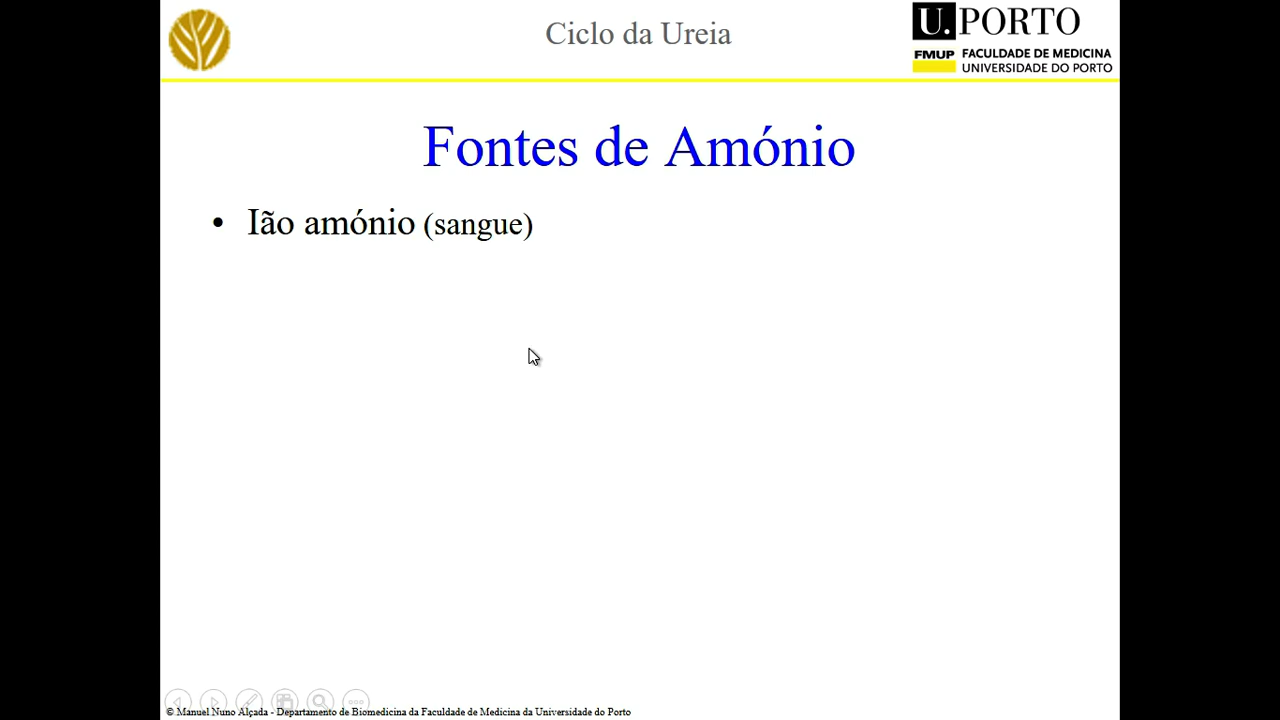 Ciclo da Ureia
U. PORTO
FMUP FACULDADE DE MEDICINA
UNIVERSIDADE DO PORTO
Fontes de Amónio
• Ião amónio (sangue)
© Manuel Nuno Alçada - Departamento de Biomedicina da Faculdade de Medicina da Universidade do Porto